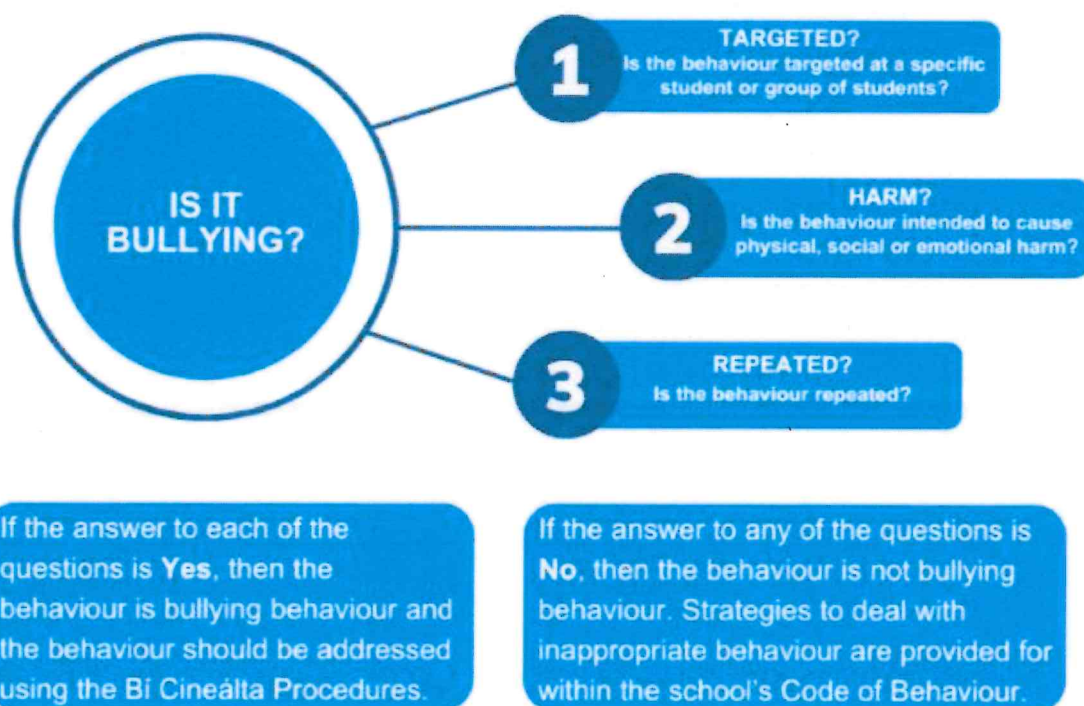 IS IT
BULLYING?
1
TARGETED?
Is the behaviour targeted at a specific
student or group of students?
2
HARM?
Is the behaviour intended to cause
physical, social or emotional harm?
3
REPEATED?
Is the behaviour repeated?
If the answer to each of the
questions is Yes, then the
behaviour is bullying behaviour and
the behaviour should be addressed
using the Bí Cineálta Procedures.
If the answer to any of the questions is
No, then the behaviour is not bullying
behaviour. Strategies to deal with
inappropriate behaviour are provided for
within the school's Code of Behaviour.